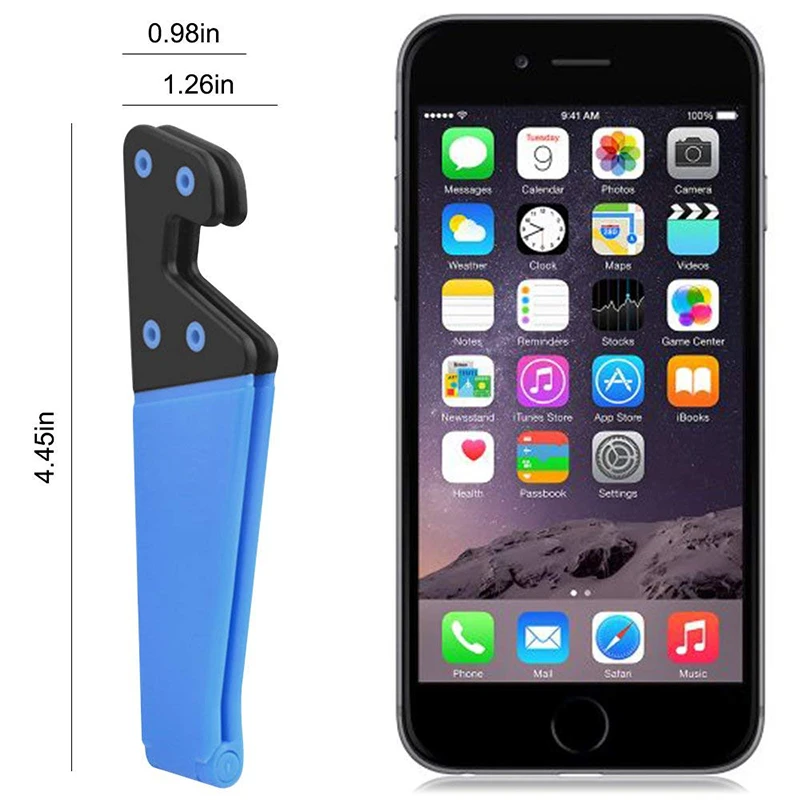 0.98in
1.26in
4.45in
9:41 AM 100%
Tuesday
9
Messages Calendar Photos Camera
280
Weather Clock Maps Videos
Notes Reminders Stocks Game Center
Newsstand iTunes Store App Store iBooks
Health Passbook Settings
Phone Mail Safari Music